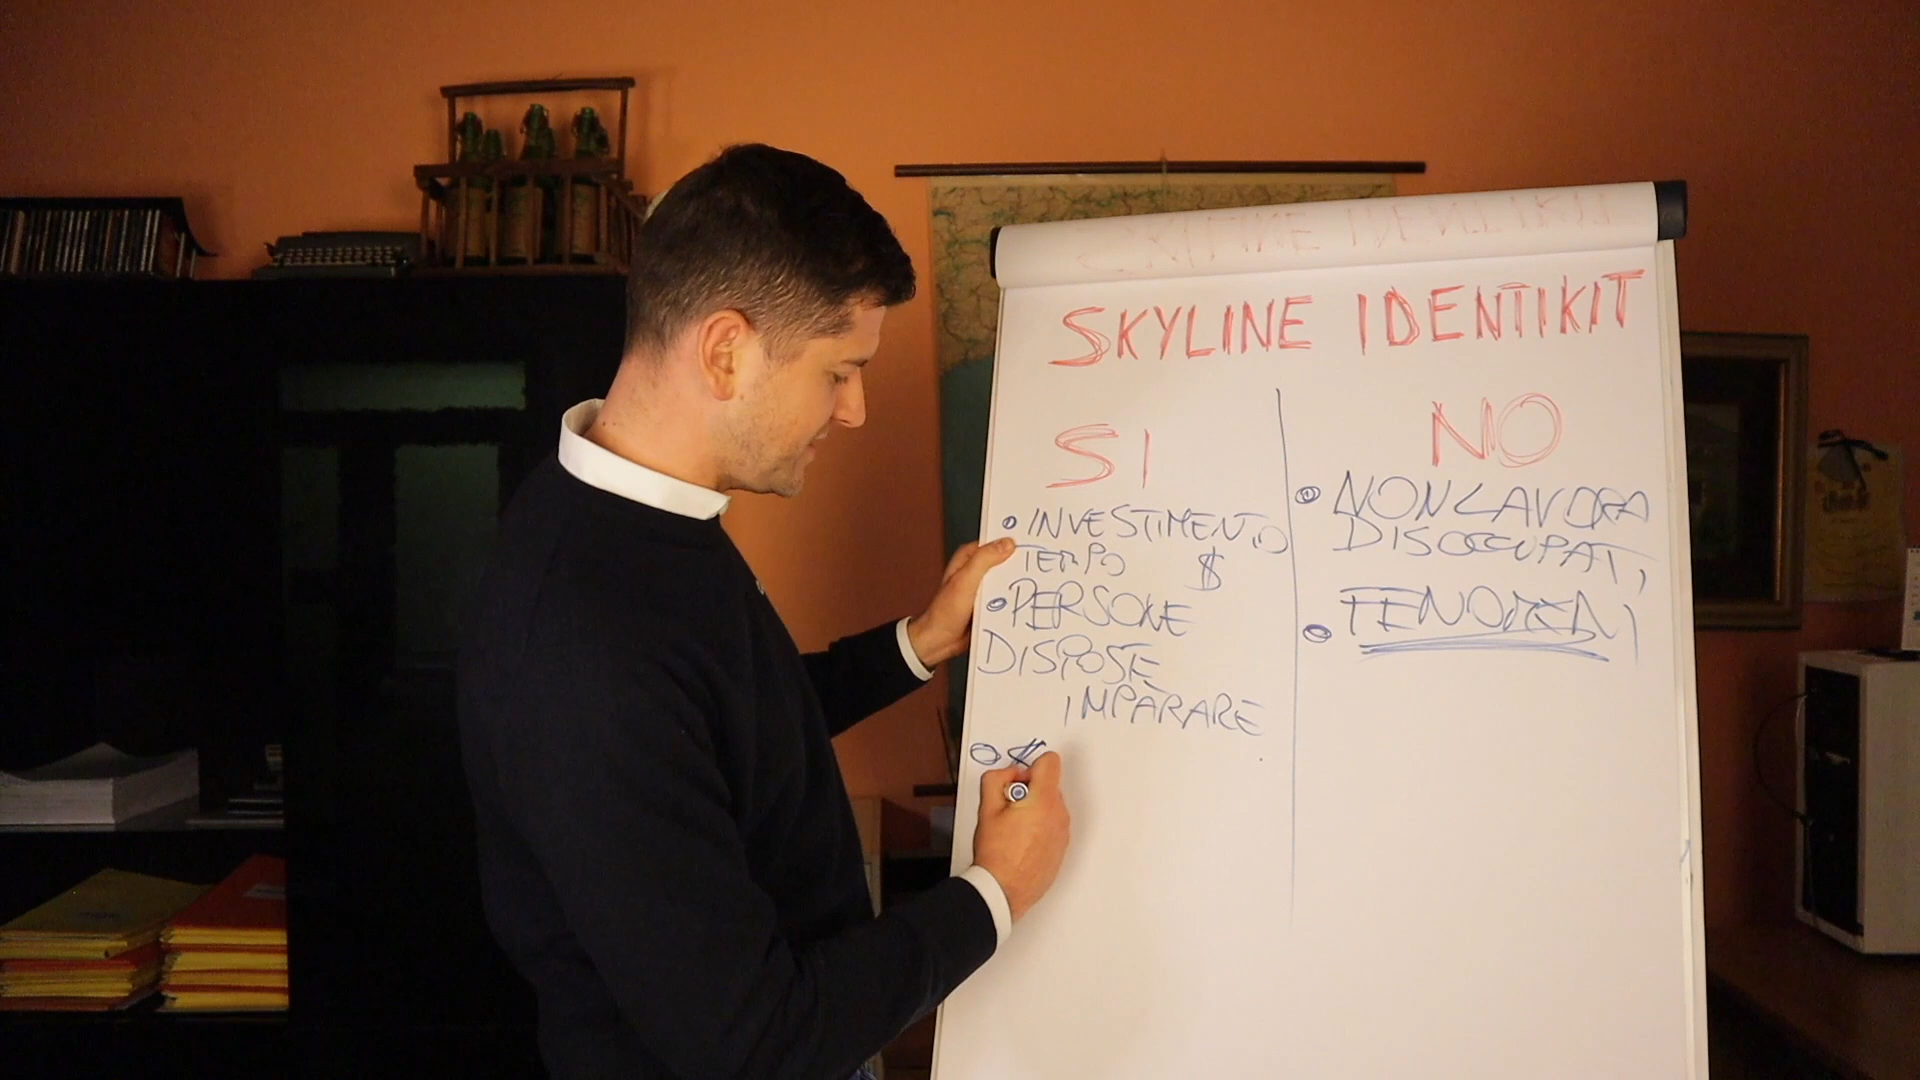 SKYLINE IDENTIKIT
SI
• INVESTIMENTO
TEMPO $
• PERSONE
DISPOSTE
IMPARARE
NO
• NON LAVORA
DISOCCUPATI
• FENOMENI